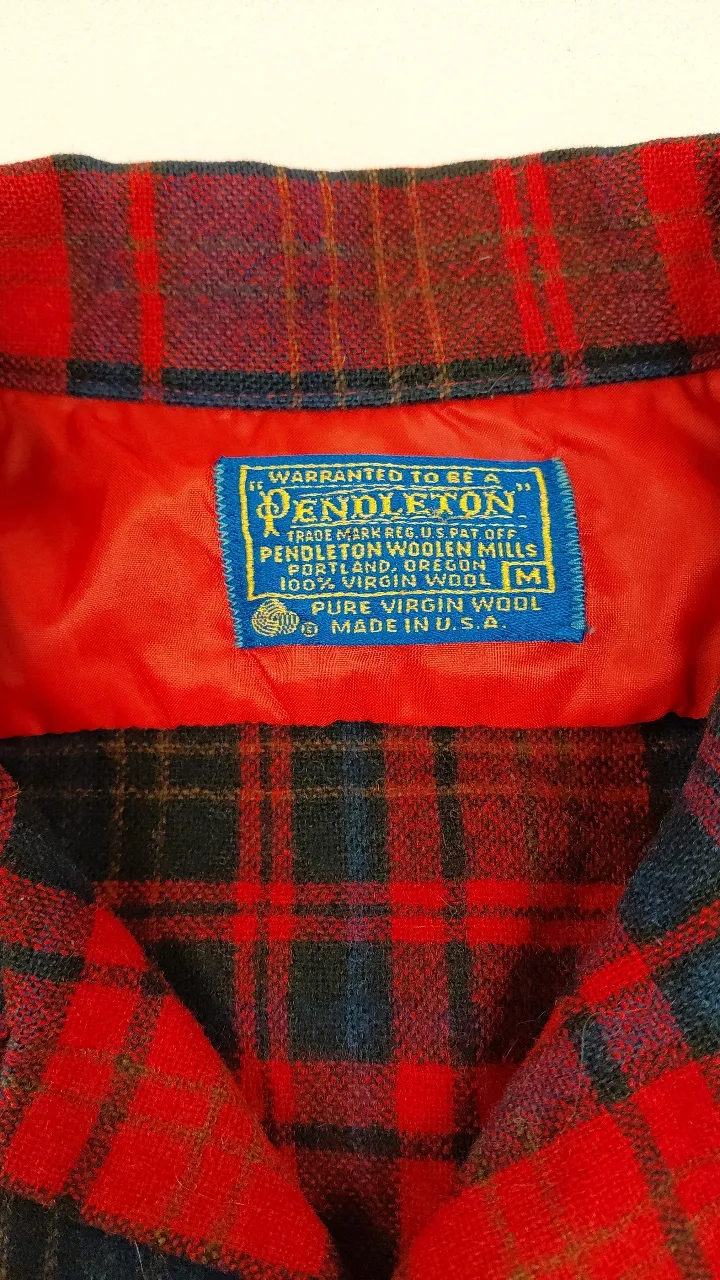 WARRANTED TO BE A
"PENDLETON"
TRADE MARK REG. U.S. PAT. OFF.
PENDLETON WOOLEN MILLS
PORTLAND, OREGON
100% VIRGIN WOOL M
PURE VIRGIN WOOL
MADE IN U.S.A.